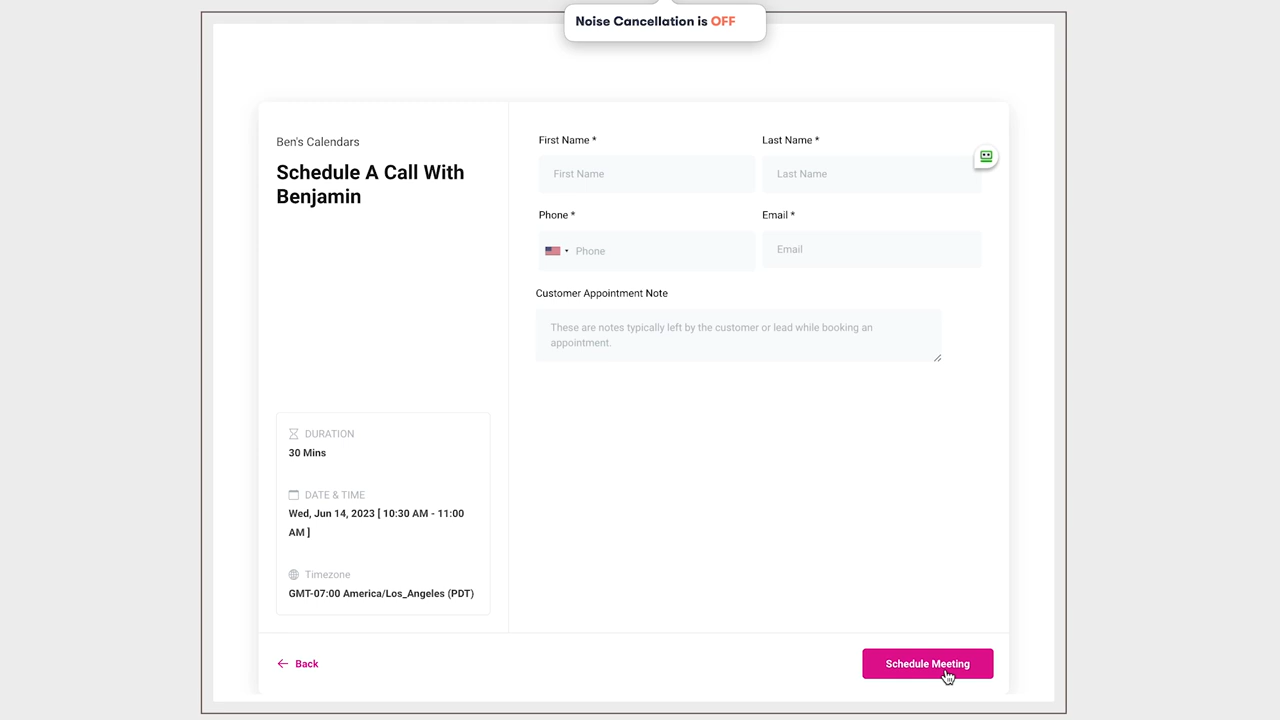 Noise Cancellation is OFF
Ben's Calendars
Schedule A Call With
Benjamin
DURATION
30 Mins
DATE & TIME
Wed, Jun 14, 2023 [ 10:30 AM - 11:00
AM ]
Timezone
GMT-07:00 America/Los_Angeles (PDT)
First Name *
First Name
Last Name *
Last Name
Phone *
Phone
Email *
Email
Customer Appointment Note
These are notes typically left by the customer or lead while booking an
appointment.
Back
Schedule Meeting